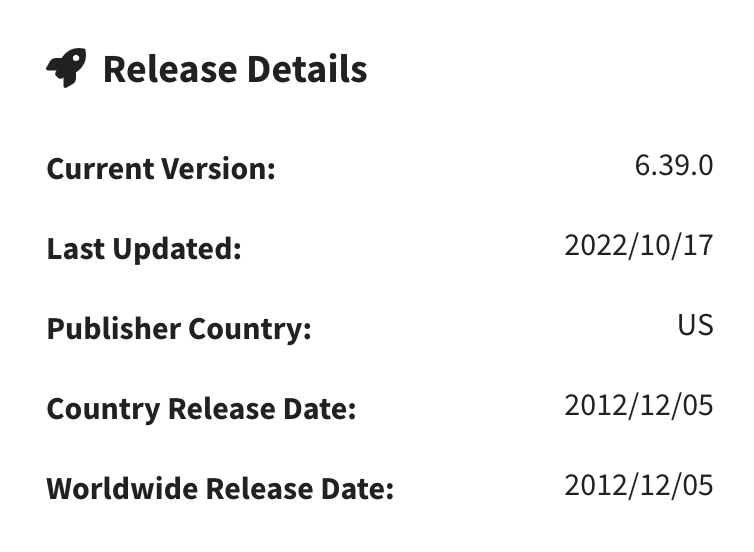 Release Details
Current Version: 6.39.0
Last Updated: 2022/10/17
Publisher Country: US
Country Release Date: 2012/12/05
Worldwide Release Date: 2012/12/05